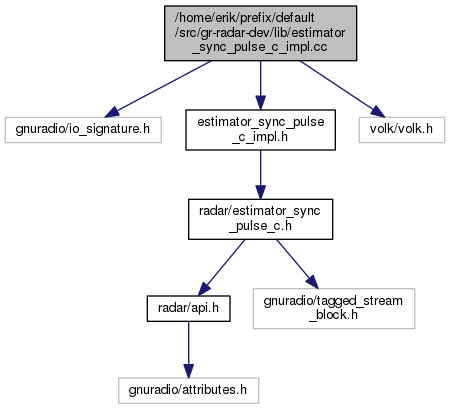 /home/erik/prefix/default
/src/gr-radar-dev/lib/estimator
_sync_pulse_c_impl.cc
gnuradio/io_signature.h
estimator_sync_pulse
_c_impl.h
volk/volk.h
radar/estimator_sync
_pulse_c.h
radar/api.h
gnuradio/tagged_stream
_block.h
gnuradio/attributes.h